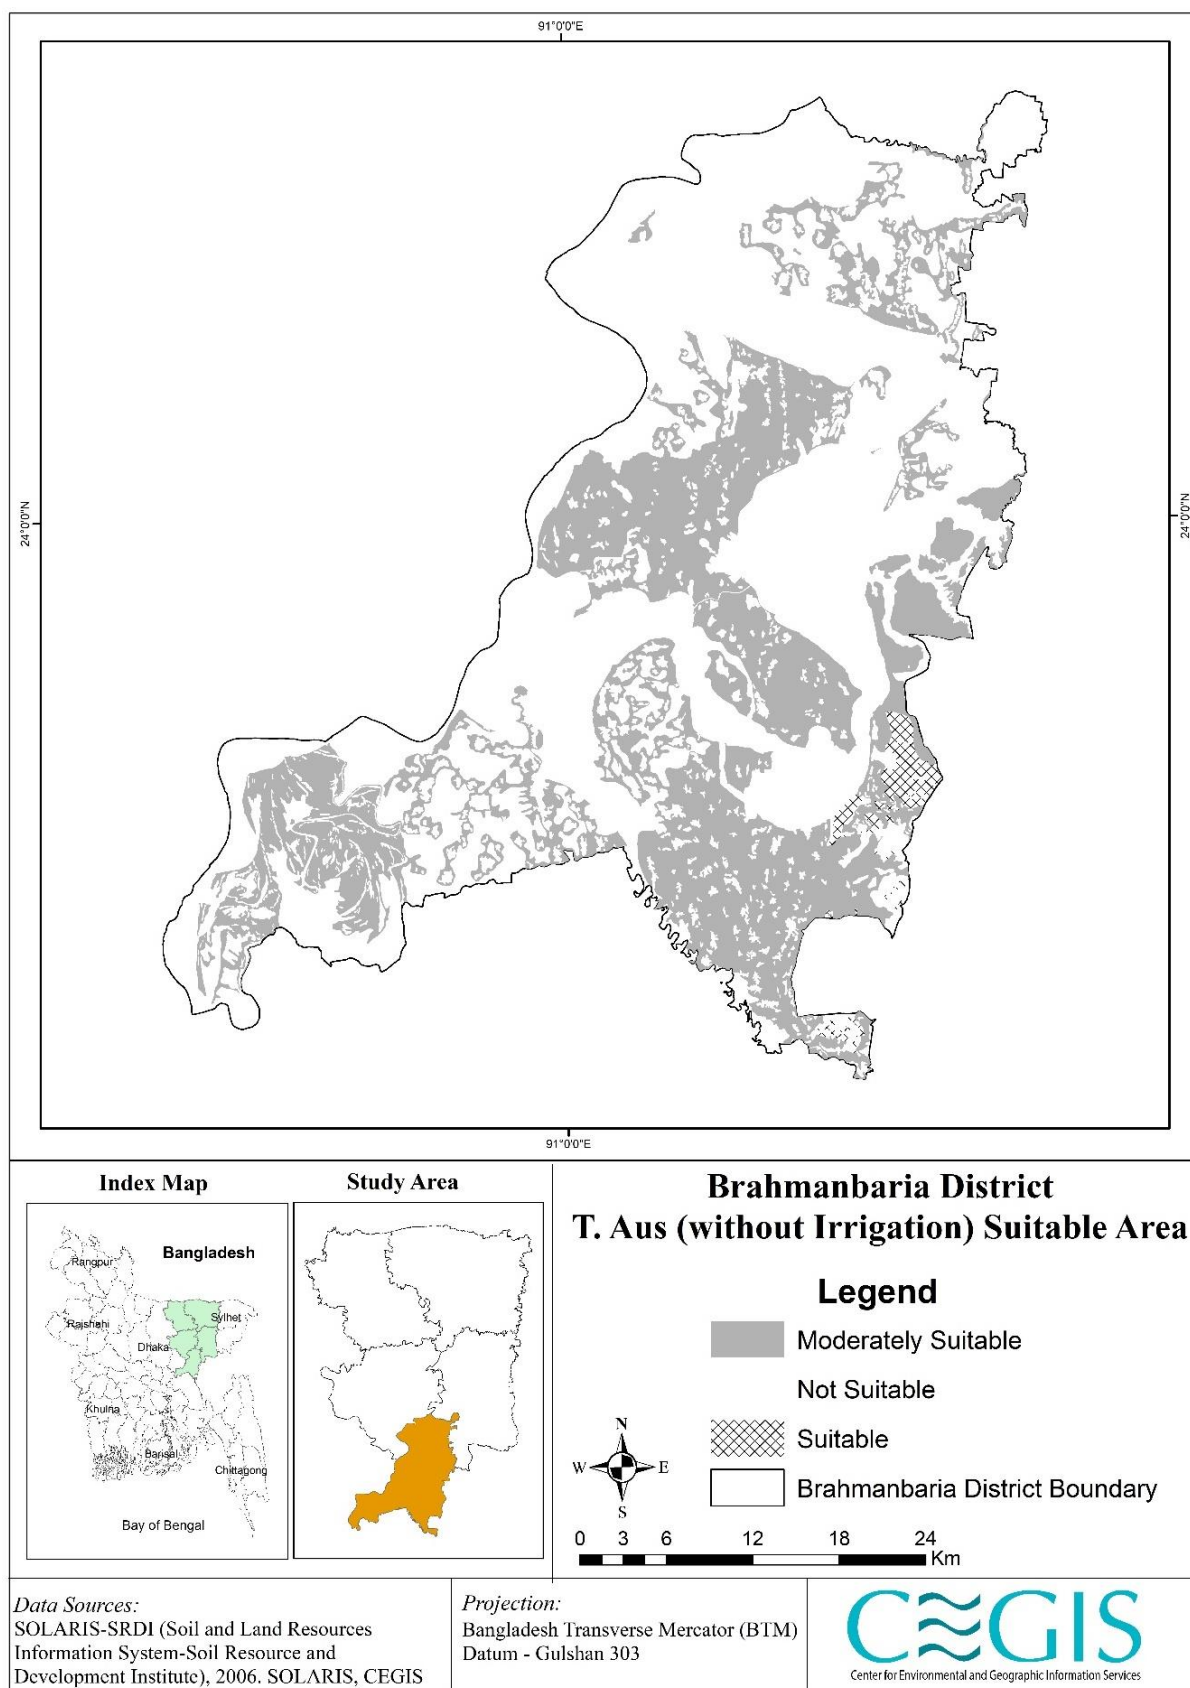 91°0'0"E
24°0'0"N
24°0'0"N
91°0'0"E
Index Map
Bangladesh
Rangpur
Rajshahi
Sylhet
Dhaka
Khulna
Barisal
Chittagong
Bay of Bengal
Study Area
Brahmanbaria District
T. Aus (without Irrigation) Suitable Area
Legend
Moderately Suitable
Not Suitable
Suitable
Brahmanbaria District Boundary
N
W E
S
0 3 6 12 18 24
Km
Data Sources:
SOLARIS-SRDI (Soil and Land Resources
Information System-Soil Resource and
Development Institute), 2006. SOLARIS, CEGIS
Projection:
Bangladesh Transverse Mercator (BTM)
Datum - Gulshan 303
CEGIS
Center for Environmental and Geographic Information Services